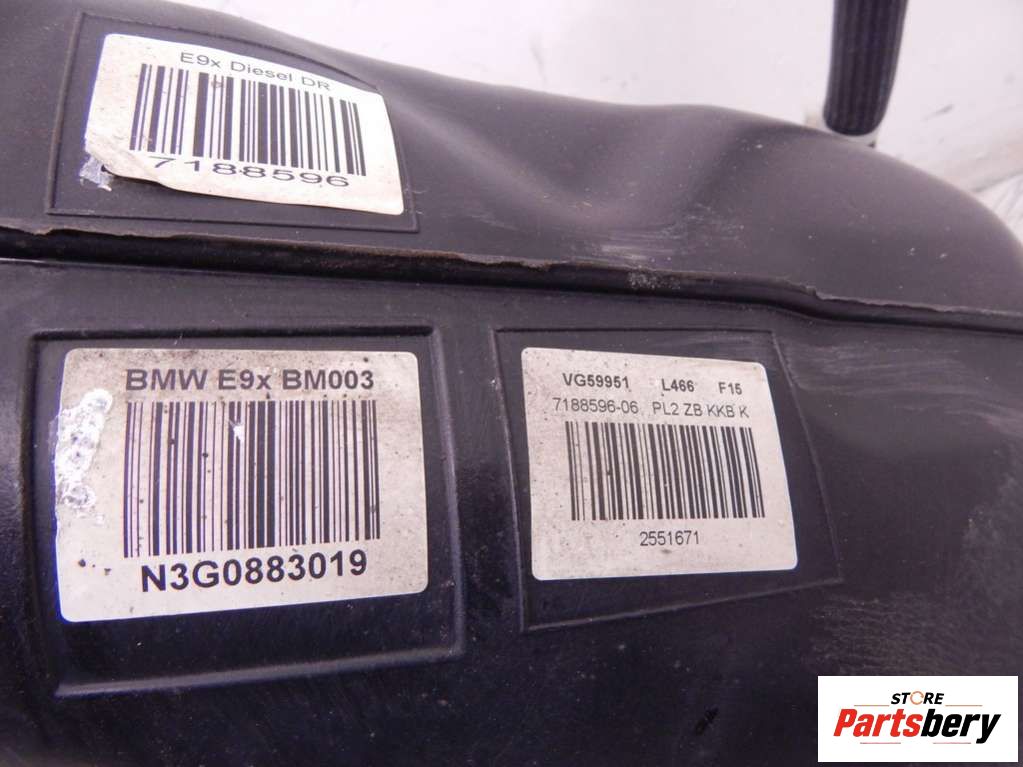 E9x Diesel DR
7188596
BMW E9x BM003
N3G0883019
VG59951 L466 F15
7188596-06 PL2 ZB KKB K
2551671
STORE
Partsbery